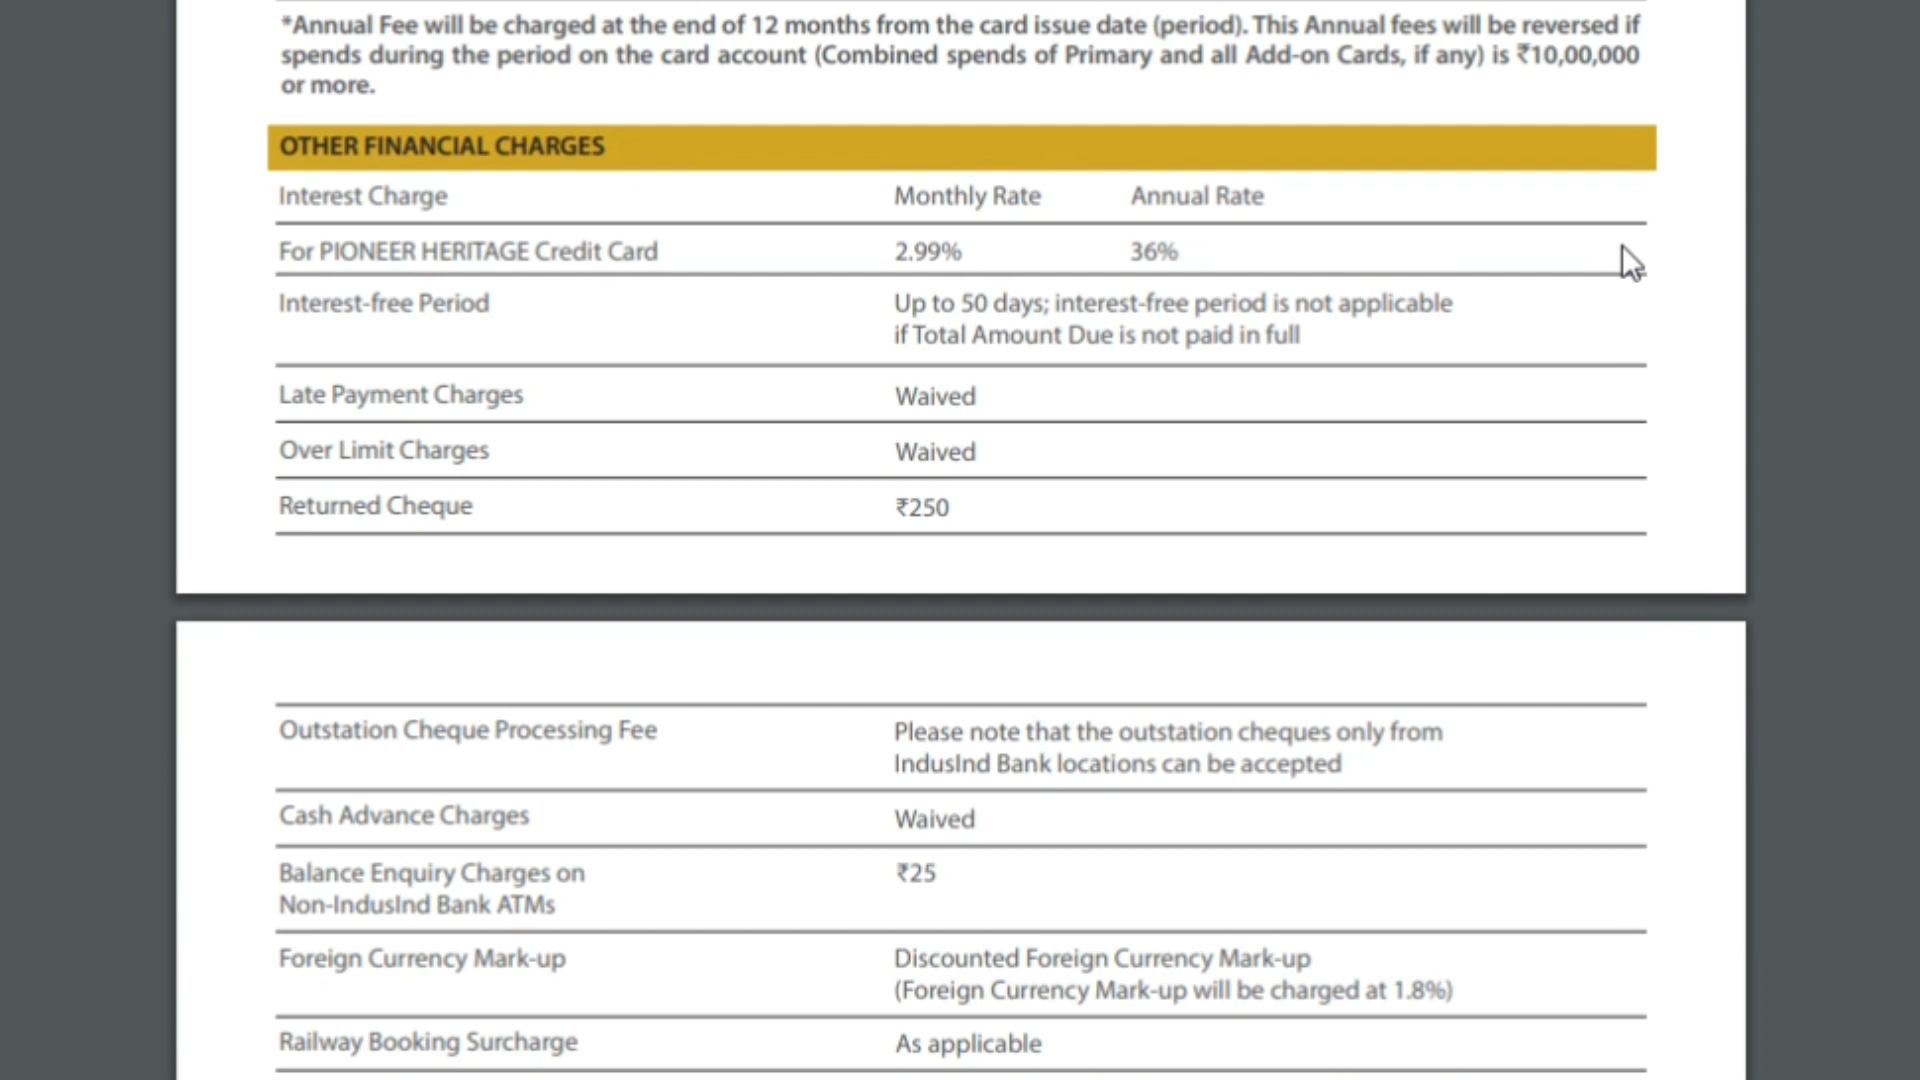 *Annual Fee will be charged at the end of 12 months from the card issue date (period). This Annual fees will be reversed if
spends during the period on the card account (Combined spends of Primary and all Add-on Cards, if any) is ₹10,00,000
or more.
OTHER FINANCIAL CHARGES
Interest Charge Monthly Rate Annual Rate
For PIONEER HERITAGE Credit Card 2.99% 36%
Interest-free Period Up to 50 days; interest-free period is not applicable
if Total Amount Due is not paid in full
Late Payment Charges Waived
Over Limit Charges Waived
Returned Cheque ₹250
Outstation Cheque Processing Fee Please note that the outstation cheques only from
IndusInd Bank locations can be accepted
Cash Advance Charges Waived
Balance Enquiry Charges on ₹25
Non-IndusInd Bank ATMs
Foreign Currency Mark-up Discounted Foreign Currency Mark-up
(Foreign Currency Mark-up will be charged at 1.8%)
Railway Booking Surcharge As applicable